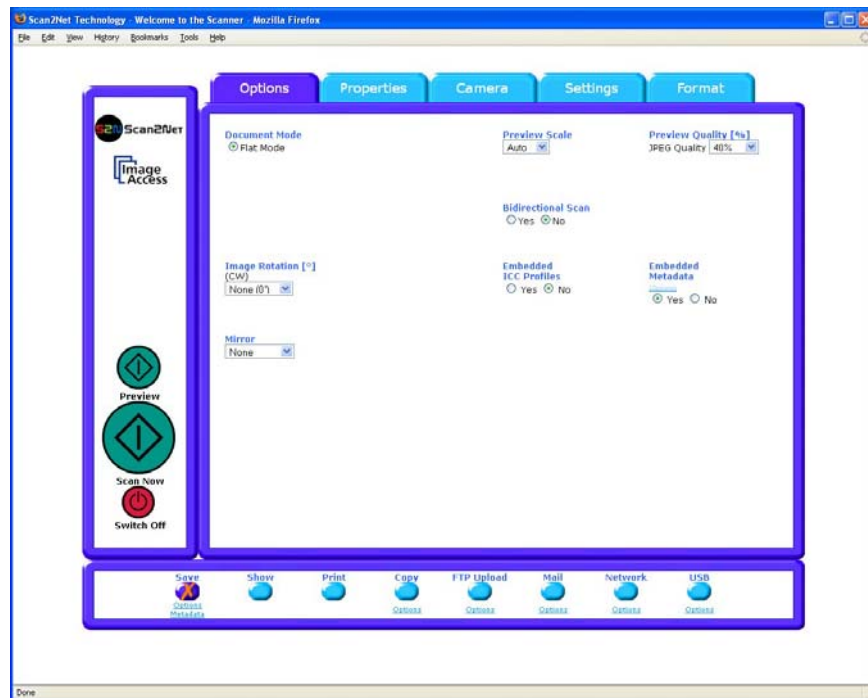 Scan2Net Technology - Welcome to the Scanner - Mozilla Firefox
File Edit View History Bookmarks Tools Help
Options Properties Camera Settings Format
S2N Scan2Net
Image
Access
Document Mode
Flat Mode
Preview Scale
Auto
Preview Quality [%]
JPEG Quality 40%
Bidirectional Scan
Yes No
Image Rotation [°]
(CW)
None (0°)
Embedded
ICC Profiles
Yes No
Embedded
Metadata
Yes No
Mirror
None
Preview
Scan Now
Switch Off
Save Show Print Copy FTP Upload Mail Network USB
Options Options Options Options Options Options
Metadata
Done